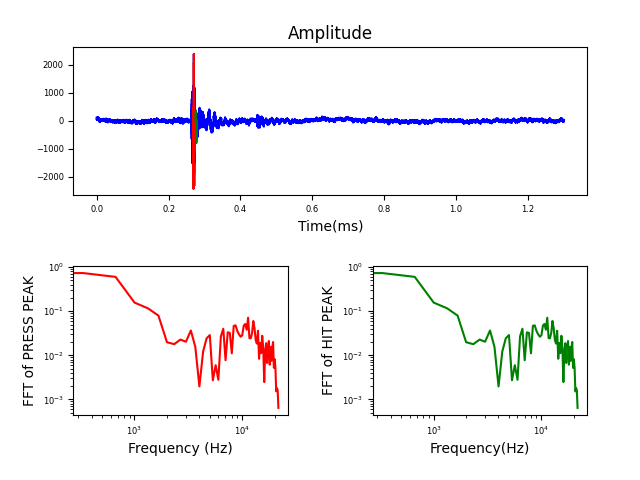 Amplitude
2000
1000
0
−1000
−2000
0.0 0.2 0.4 0.6 0.8 1.0 1.2
Time(ms)
FFT of PRESS PEAK
10⁰
10⁻¹
10⁻²
10⁻³
10³ 10⁴
Frequency (Hz)
FFT of HIT PEAK
10⁰
10⁻¹
10⁻²
10⁻³
10³ 10⁴
Frequency(Hz)